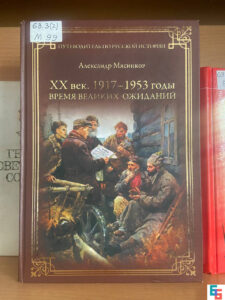 63.3(2)
М 99
ПУТЕВОДИТЕЛЬ ПО РУССКОЙ ИСТОРИИ
Александр Мясников
XX век. 1917–1953 годы
ВРЕМЯ ВЕЛИКИХ ОЖИДАНИЙ